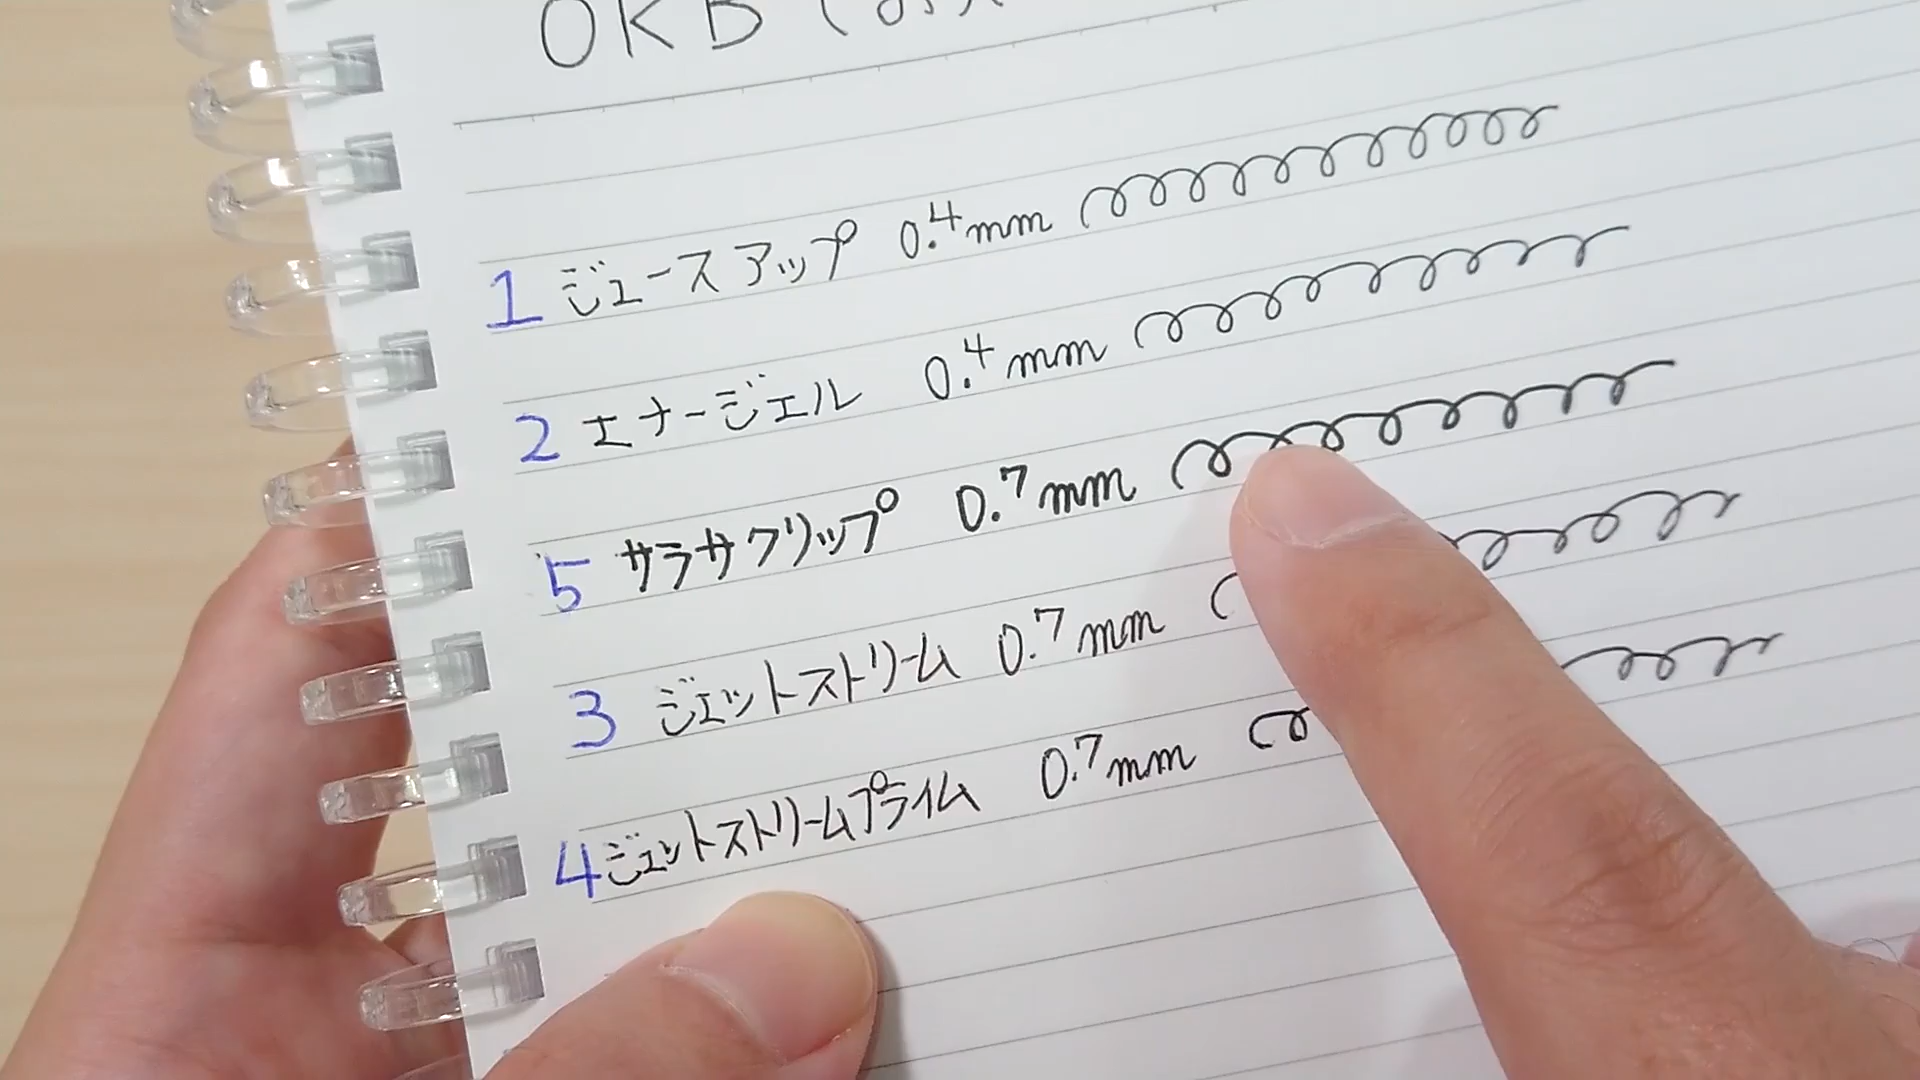 OKB (お
1 ジュースアップ 0.4mm
2 エナージェル 0.4mm
5 サラサクリップ 0.7mm
3 ジェットストリーム 0.7mm
4 ジェットストリームプライム 0.7mm